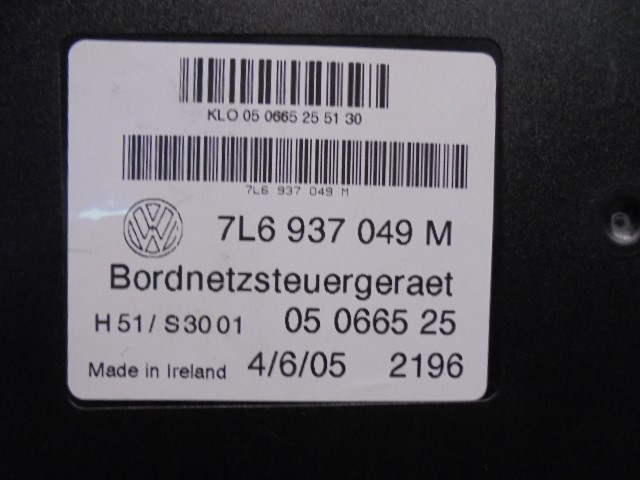 KLO 05 0665 25 51 30
7L6 937 049 M
7L6 937 049 M
Bordnetzsteuergeraet
H 51 / S 30 01 05 0665 25
Made in Ireland 4/6/05 2196